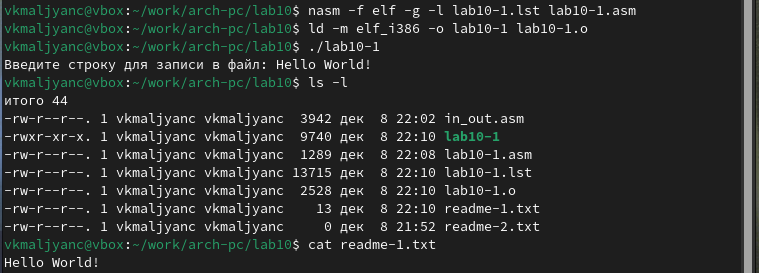 vkmaljyanc@vbox:~/work/arch-pc/lab10$ nasm -f elf -g -l lab10-1.lst lab10-1.asm
vkmaljyanc@vbox:~/work/arch-pc/lab10$ ld -m elf_i386 -o lab10-1 lab10-1.o
vkmaljyanc@vbox:~/work/arch-pc/lab10$ ./lab10-1
Введите строку для записи в файл: Hello World!
vkmaljyanc@vbox:~/work/arch-pc/lab10$ ls -l
итого 44
-rw-r--r--. 1 vkmaljyanc vkmaljyanc  3942 дек  8 22:02 in_out.asm
-rwxr-xr-x. 1 vkmaljyanc vkmaljyanc  9740 дек  8 22:10 lab10-1
-rw-r--r--. 1 vkmaljyanc vkmaljyanc  1289 дек  8 22:08 lab10-1.asm
-rw-r--r--. 1 vkmaljyanc vkmaljyanc 13715 дек  8 22:10 lab10-1.lst
-rw-r--r--. 1 vkmaljyanc vkmaljyanc  2528 дек  8 22:10 lab10-1.o
-rw-r--r--. 1 vkmaljyanc vkmaljyanc    13 дек  8 22:10 readme-1.txt
-rw-r--r--. 1 vkmaljyanc vkmaljyanc     0 дек  8 21:52 readme-2.txt
vkmaljyanc@vbox:~/work/arch-pc/lab10$ cat readme-1.txt
Hello World!